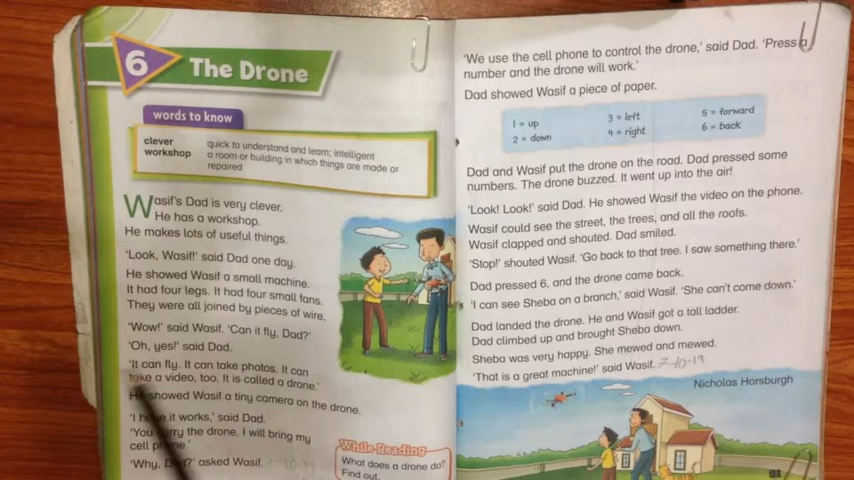 6 The Drone
words to know
clever quick to understand and learn; intelligent
workshop a room or building in which things are made or
repaired
Wasif's Dad is very clever.
He has a workshop.
He makes lots of useful things.
'Look, Wasif!' said Dad one day.
He showed Wasif a small machine.
It had four legs. It had four small fans.
They were all joined by pieces of wire.
'Wow!' said Wasif. 'Can it fly, Dad?'
'Oh, yes!' said Dad.
'It can fly. It can take photos. It can
take a video, too. It is called a drone.'
He showed Wasif a tiny camera on the drone.
'I it works,' said Dad.
'You the drone. I will bring my
cell
'Why, asked Wasif.
While Reading
What does a drone do?
Find out.
'We use the cell phone to control the drone,' said Dad. 'Press a
number and the drone will work.'
Dad showed Wasif a piece of paper.
1 = up 3 = left 5 = forward
2 = down 4 = right 6 = back
Dad and Wasif put the drone on the road. Dad pressed some
numbers. The drone buzzed. It went up into the air!
'Look! Look!' said Dad. He showed Wasif the video on the phone.
Wasif could see the street, the trees, and all the roofs.
Wasif clapped and shouted. Dad smiled.
'Stop!' shouted Wasif. 'Go back to that tree. I saw something there.'
Dad pressed 6, and the drone came back.
'I can see Sheba on a branch,' said Wasif. 'She can't come down.'
Dad landed the drone. He and Wasif got a tall ladder.
Dad climbed up and brought Sheba down.
Sheba was very happy. She mewed and mewed.
'That is a great machine!' said Wasif. 7-10-19
Nicholas Horsburgh
51